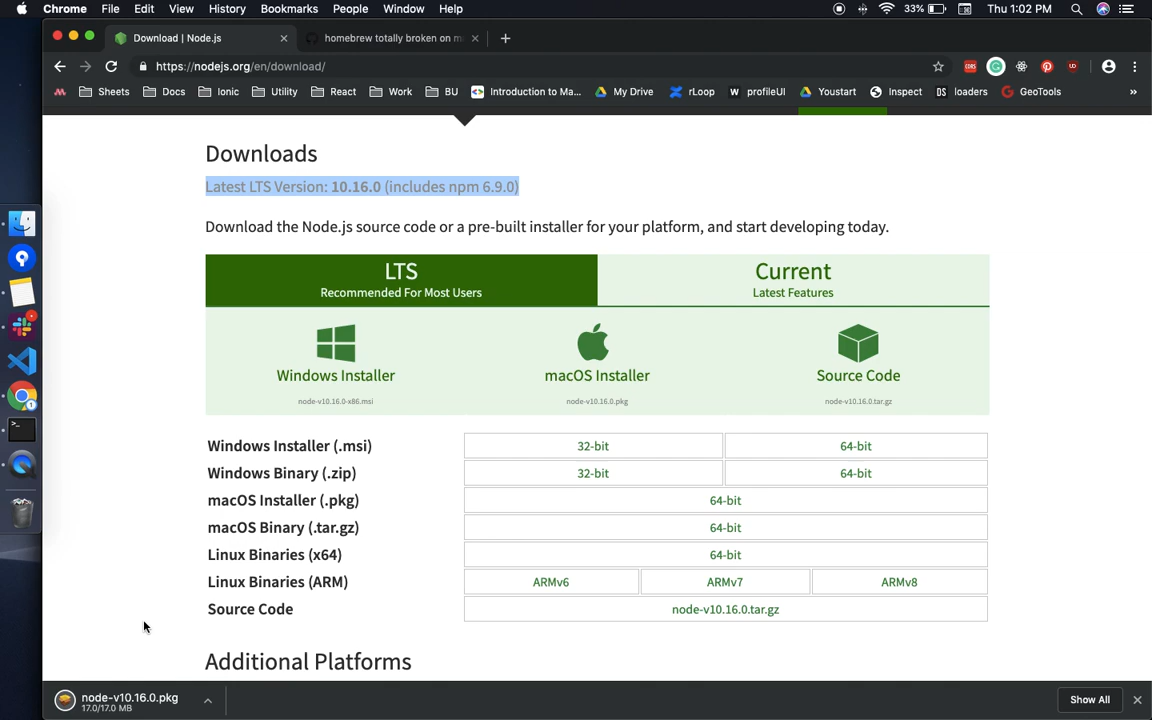 Chrome File Edit View History Bookmarks People Window Help 33% Thu 1:02 PM
Download | Node.js homebrew totally broken on m
https://nodejs.org/en/download/
Sheets Docs Ionic Utility React Work BU Introduction to Ma... My Drive rLoop profileUI Youstart Inspect loaders GeoTools »
Downloads
Latest LTS Version: 10.16.0 (includes npm 6.9.0)
Download the Node.js source code or a pre-built installer for your platform, and start developing today.
LTS Current
Recommended For Most Users Latest Features
Windows Installer macOS Installer Source Code
node-v10.16.0-x86.msi node-v10.16.0.pkg node-v10.16.0.tar.gz
Windows Installer (.msi) 32-bit 64-bit
Windows Binary (.zip) 32-bit 64-bit
macOS Installer (.pkg) 64-bit
macOS Binary (.tar.gz) 64-bit
Linux Binaries (x64) 64-bit
Linux Binaries (ARM) ARMv6 ARMv7 ARMv8
Source Code node-v10.16.0.tar.gz
Additional Platforms
node-v10.16.0.pkg Show All
17.0/17.0 MB